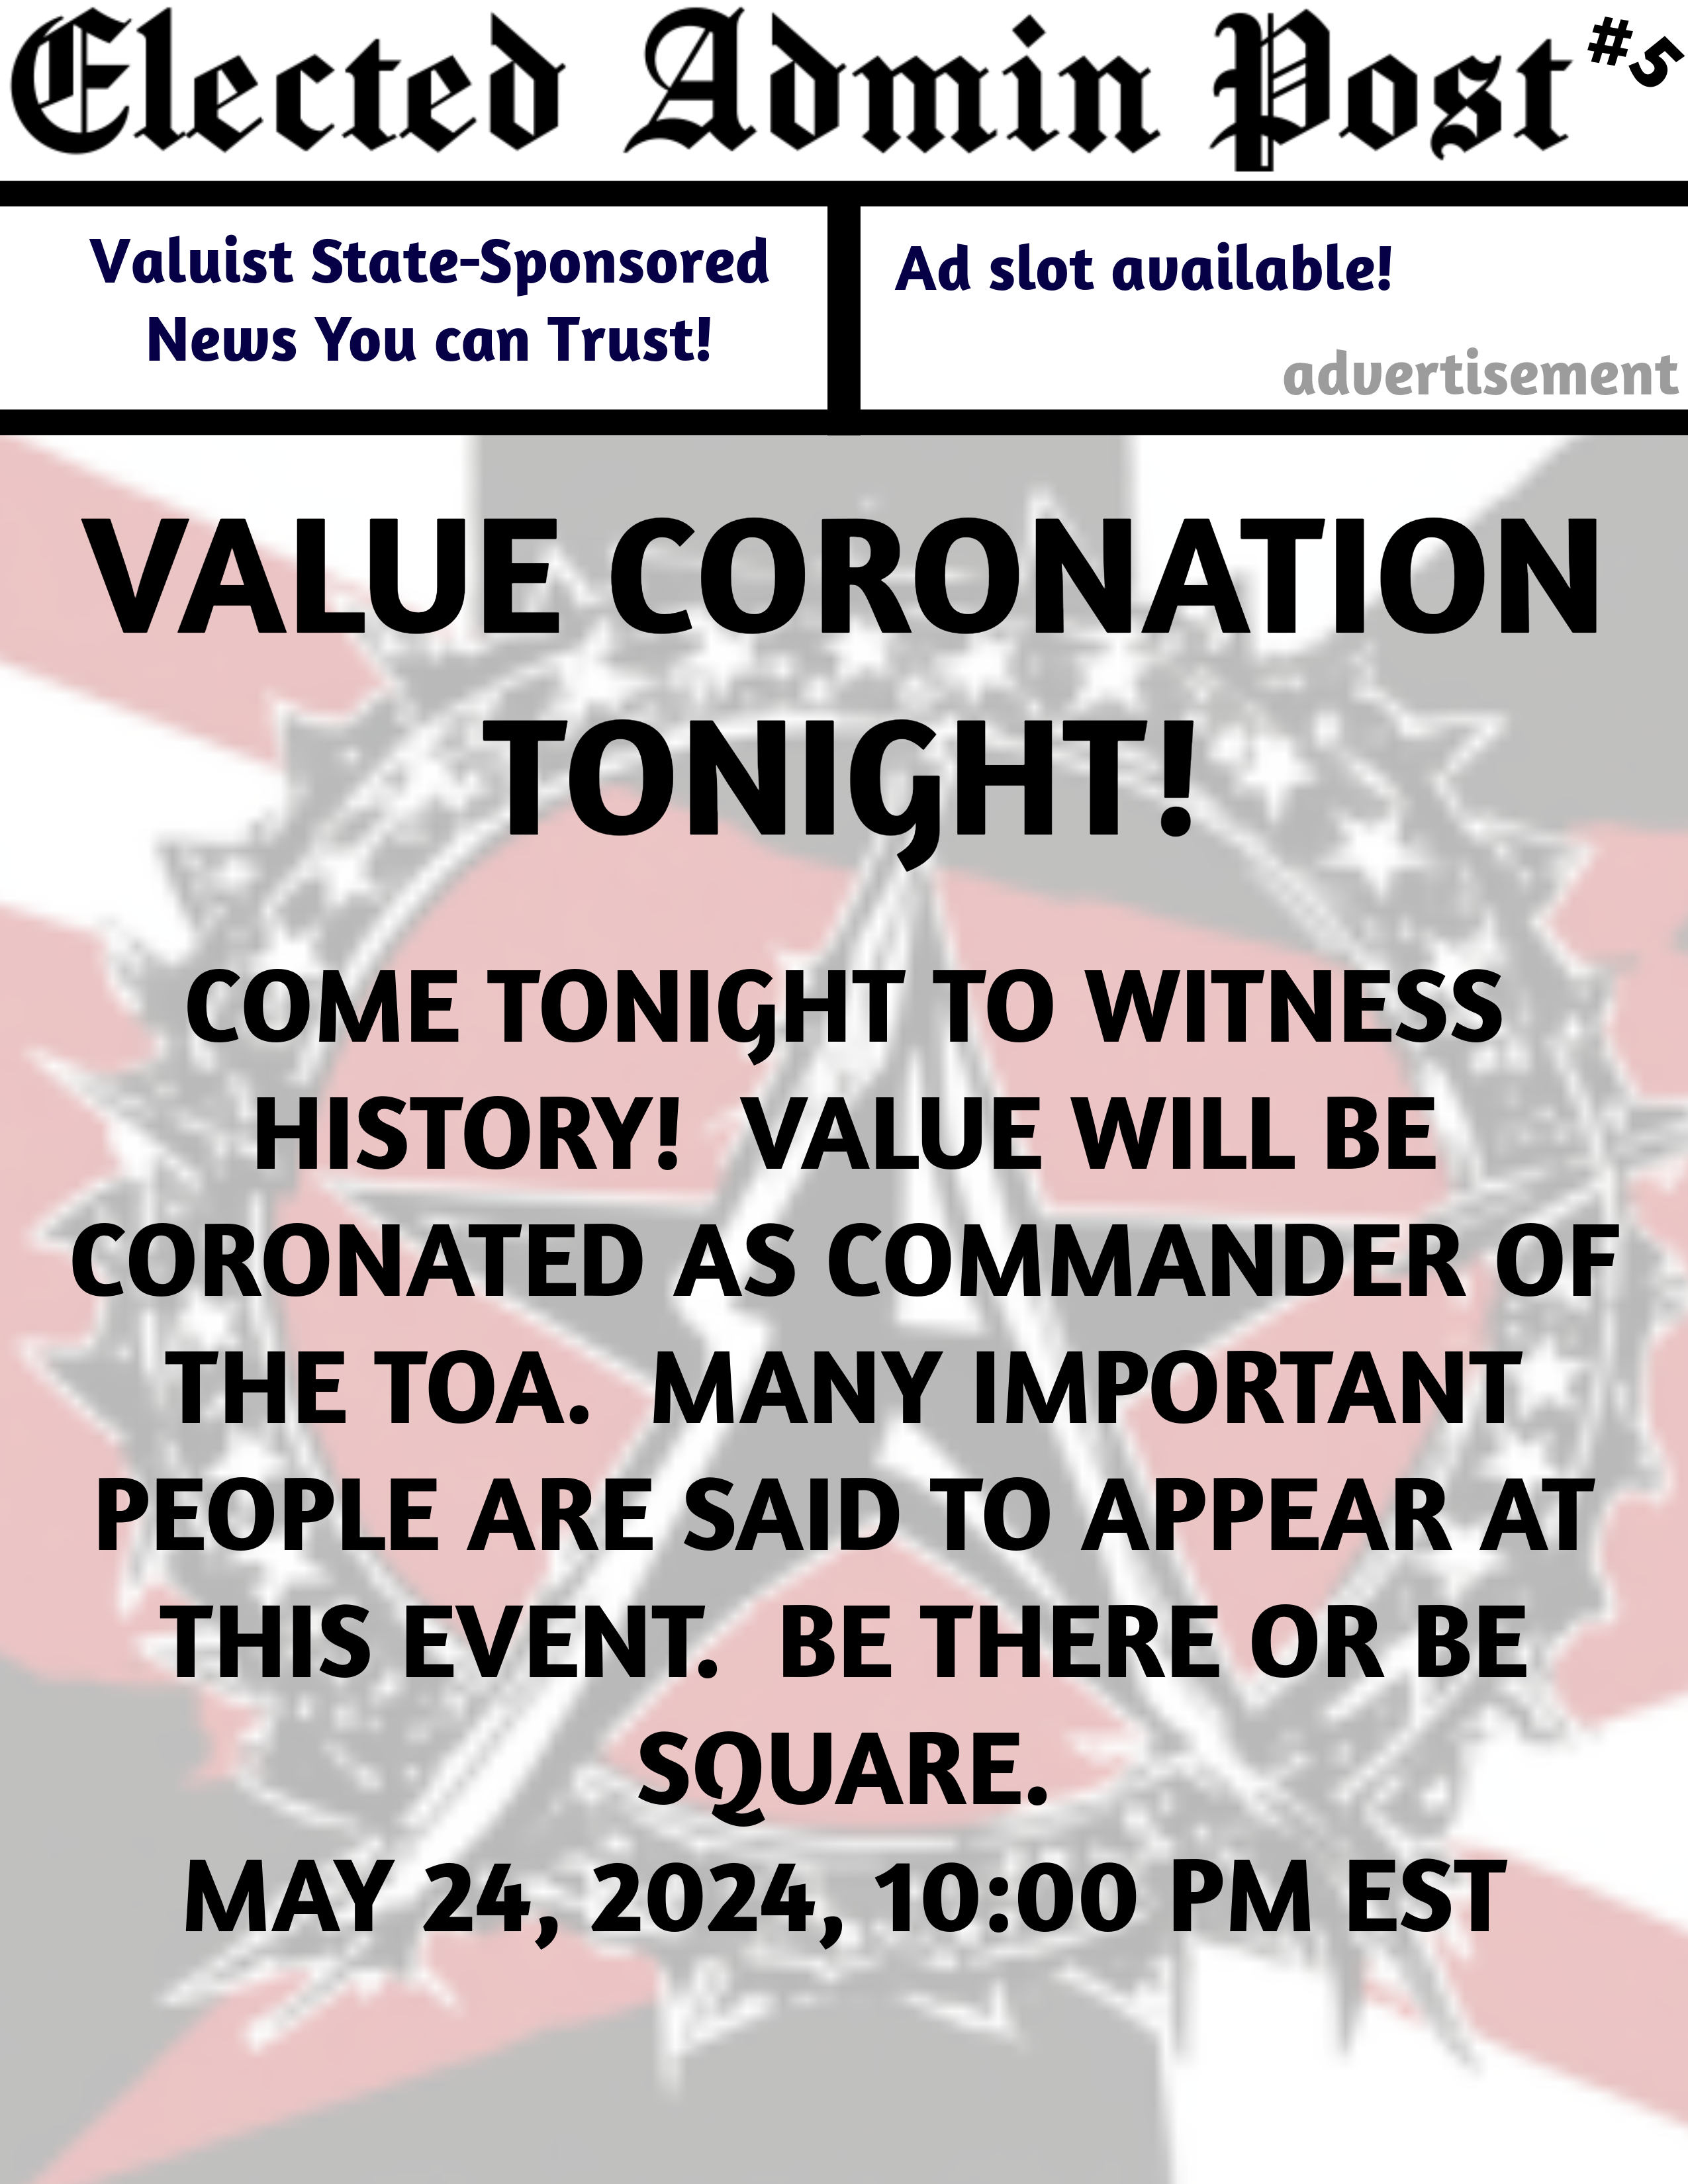 Elected Admin Post #5
Valuist State-Sponsored
News You can Trust!
Ad slot available!
advertisement
VALUE CORONATION
TONIGHT!
COME TONIGHT TO WITNESS
HISTORY!  VALUE WILL BE
CORONATED AS COMMANDER OF
THE TOA.  MANY IMPORTANT
PEOPLE ARE SAID TO APPEAR AT
THIS EVENT.  BE THERE OR BE
SQUARE.
MAY 24, 2024, 10:00 PM EST